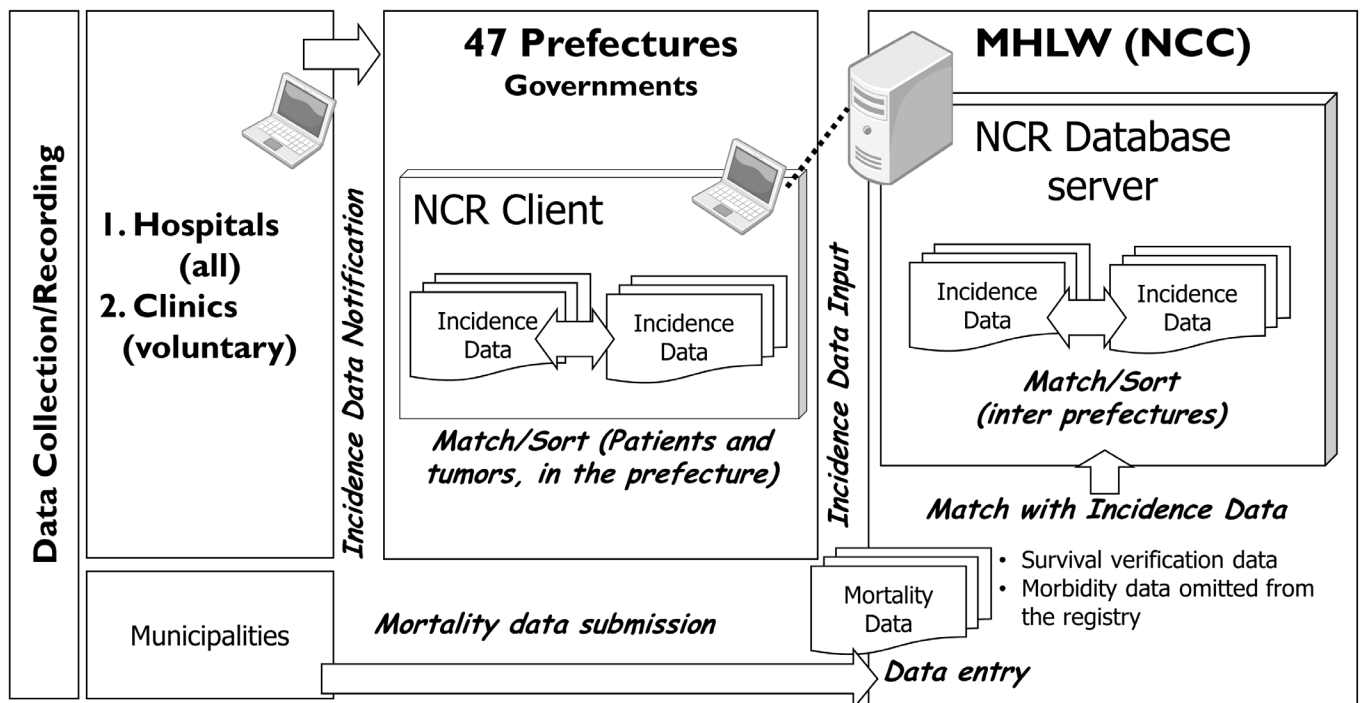 Data Collection/Recording
1. Hospitals
(all)
2. Clinics
(voluntary)
Municipalities
Incidence Data Notification
47 Prefectures
Governments
NCR Client
Incidence
Data
Incidence
Data
Match/Sort (Patients and
tumors, in the prefecture)
Incidence Data Input
Mortality data submission
MHLW (NCC)
NCR Database
server
Incidence
Data
Incidence
Data
Match/Sort
(inter prefectures)
Match with Incidence Data
Mortality
Data
• Survival verification data
• Morbidity data omitted from
the registry
Data entry